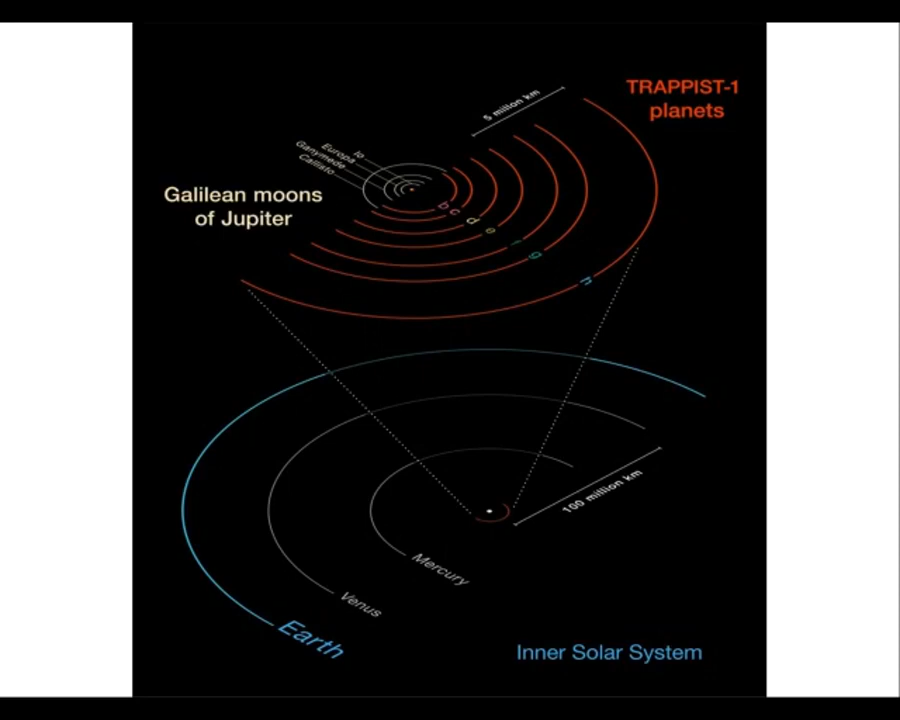 TRAPPIST-1
planets
5 million km
Io
Europa
Ganymede
Callisto
Galilean moons
of Jupiter
b
c
d
e
f
g
h
100 million km
Mercury
Venus
Earth
Inner Solar System